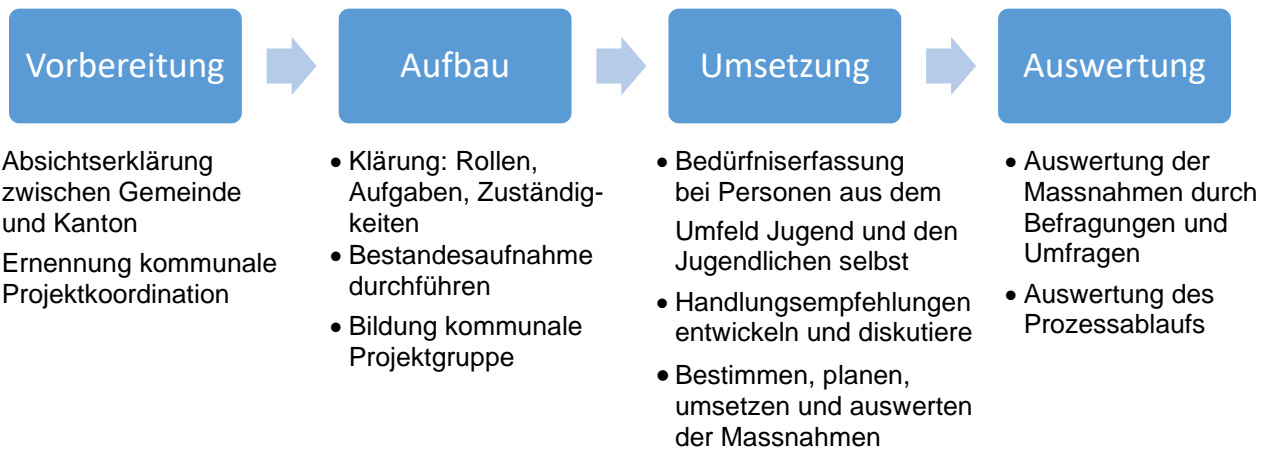 Vorbereitung
Absichtserklärung
zwischen Gemeinde
und Kanton
Ernennung kommunale
Projektkoordination
Aufbau
• Klärung: Rollen,
Aufgaben, Zuständig-
keiten
• Bestandesaufnahme
durchführen
• Bildung kommunale
Projektgruppe
Umsetzung
• Bedürfniserfassung
bei Personen aus dem
Umfeld Jugend und den
Jugendlichen selbst
• Handlungsempfehlungen
entwickeln und diskutiere
• Bestimmen, planen,
umsetzen und auswerten
der Massnahmen
Auswertung
• Auswertung der
Massnahmen durch
Befragungen und
Umfragen
• Auswertung des
Prozessablaufs